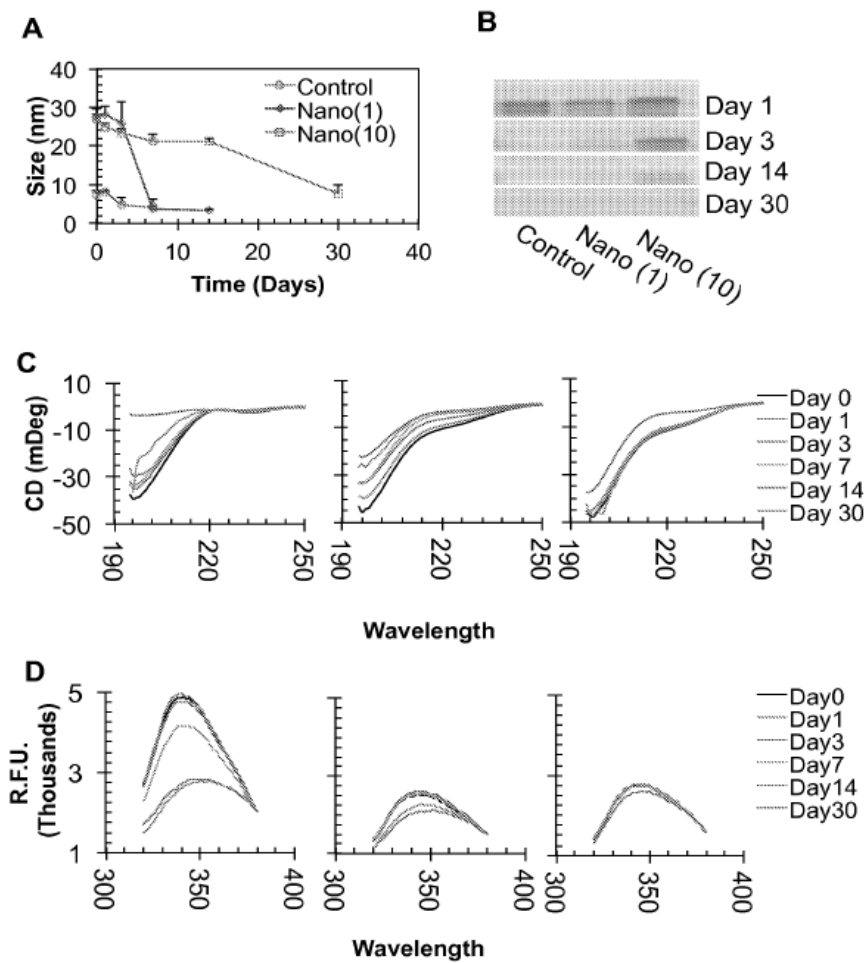 A
40
30
20
10
0
Size (nm)
0 10 20 30 40
Time (Days)
Control
Nano(1)
Nano(10)
B
Day 1
Day 3
Day 14
Day 30
Control
Nano (1)
Nano (10)
C
10
-10
-30
-50
CD (mDeg)
190 220 250
190 220 250
190 220 250
Day 0
Day 1
Day 3
Day 7
Day 14
Day 30
Wavelength
D
5
3
1
R.F.U.
(Thousands)
300 350 400
300 350 400
300 350 400
Day0
Day1
Day3
Day7
Day14
Day30
Wavelength